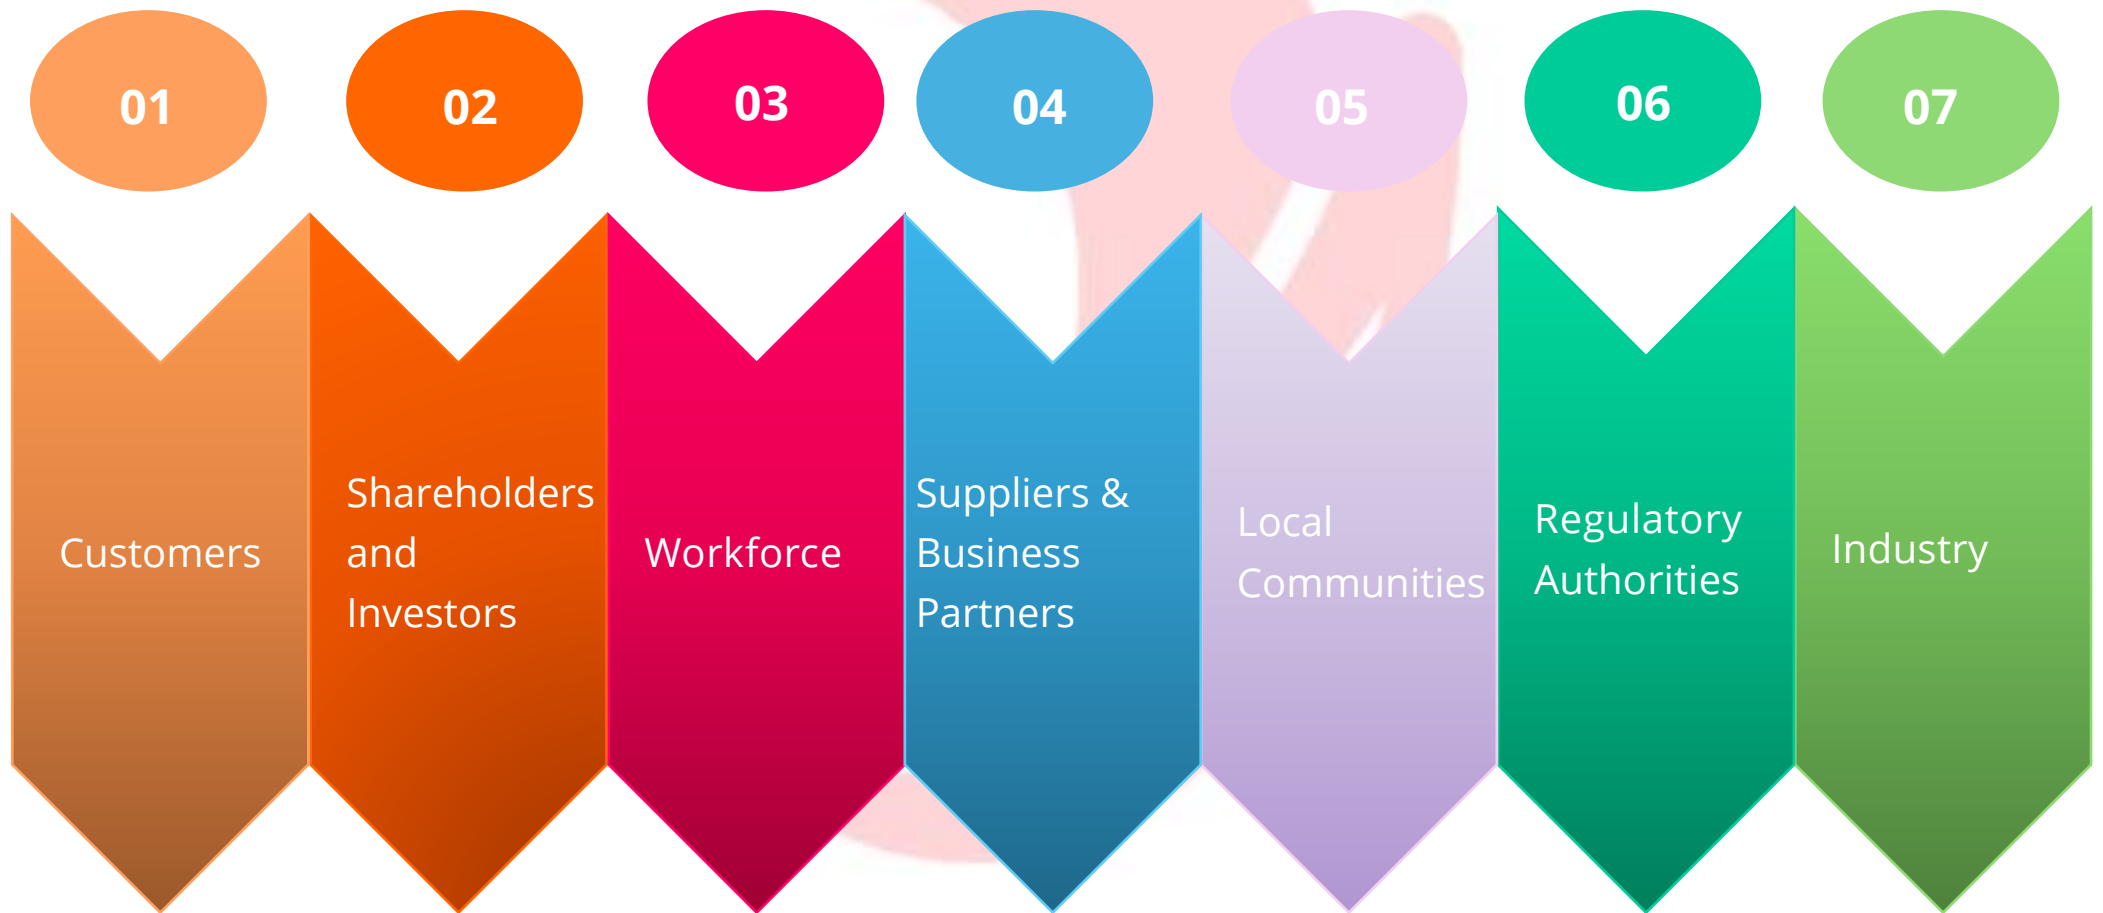 01
02
03
04
05
06
07
Customers
Shareholders
and
Investors
Workforce
Suppliers &
Business
Partners
Local
Communities
Regulatory
Authorities
Industry